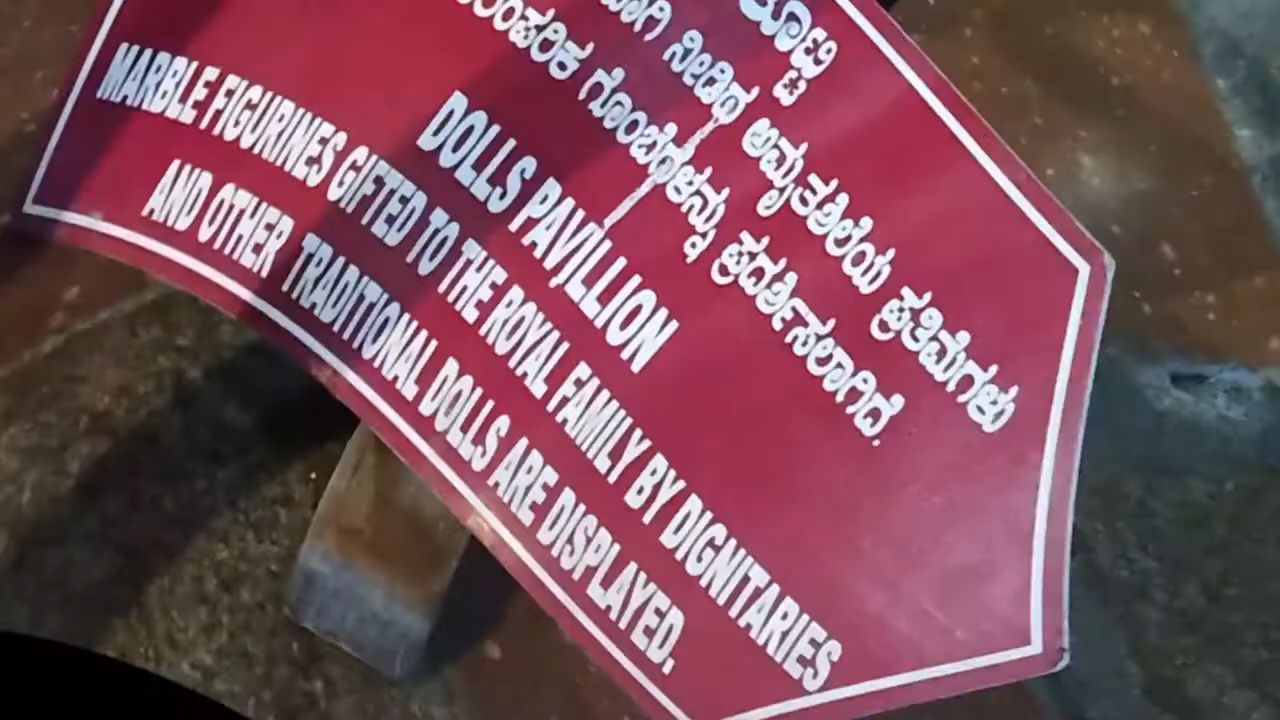 ನೀಡಿದ ಅಮೃತಶಿಲೆಯ ಪ್ರತಿಮೆಗಳು
ಗೊಂಬೆಗಳನ್ನು ಪ್ರದರ್ಶಿಸಲಾಗಿದೆ.
DOLLS PAVILLION
MARBLE FIGURINES GIFTED TO THE ROYAL FAMILY BY DIGNITARIES
AND OTHER TRADITIONAL DOLLS ARE DISPLAYED.